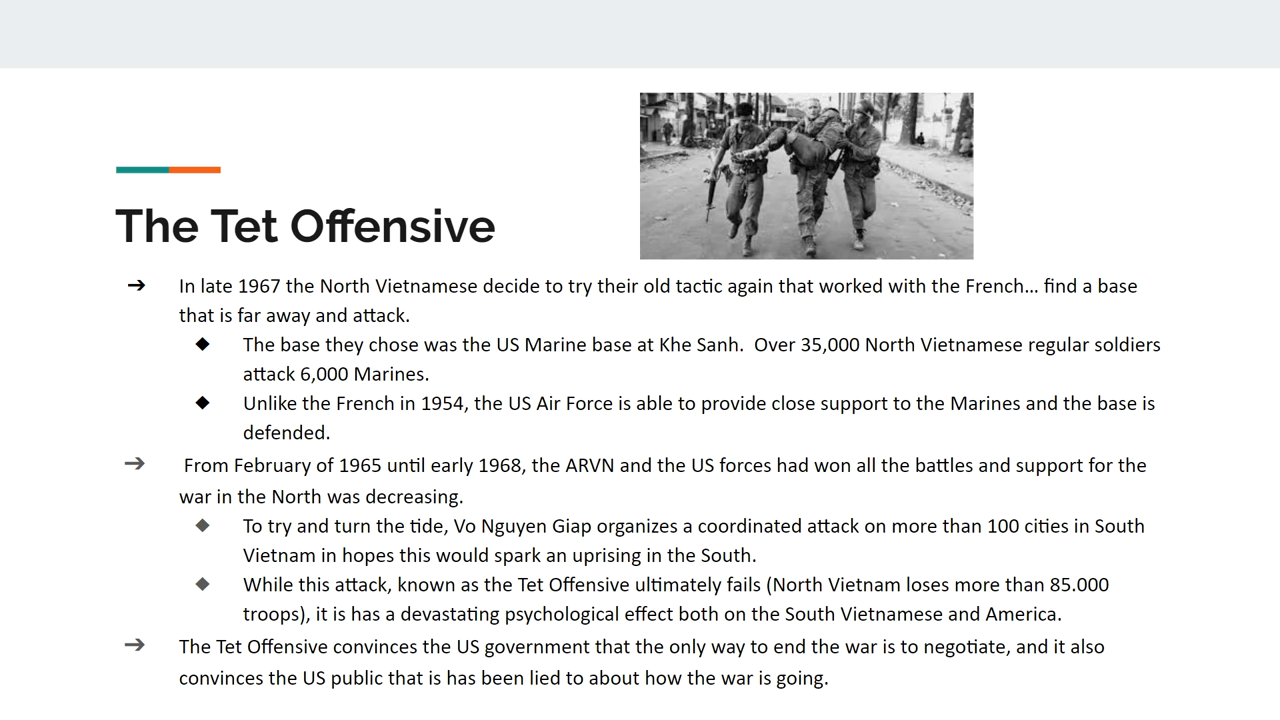 The Tet Offensive
➔ In late 1967 the North Vietnamese decide to try their old tactic again that worked with the French... find a base
that is far away and attack.
◆ The base they chose was the US Marine base at Khe Sanh.  Over 35,000 North Vietnamese regular soldiers
attack 6,000 Marines.
◆ Unlike the French in 1954, the US Air Force is able to provide close support to the Marines and the base is
defended.
➔ From February of 1965 until early 1968, the ARVN and the US forces had won all the battles and support for the
war in the North was decreasing.
◆ To try and turn the tide, Vo Nguyen Giap organizes a coordinated attack on more than 100 cities in South
Vietnam in hopes this would spark an uprising in the South.
◆ While this attack, known as the Tet Offensive ultimately fails (North Vietnam loses more than 85.000
troops), it is has a devastating psychological effect both on the South Vietnamese and America.
➔ The Tet Offensive convinces the US government that the only way to end the war is to negotiate, and it also
convinces the US public that is has been lied to about how the war is going.